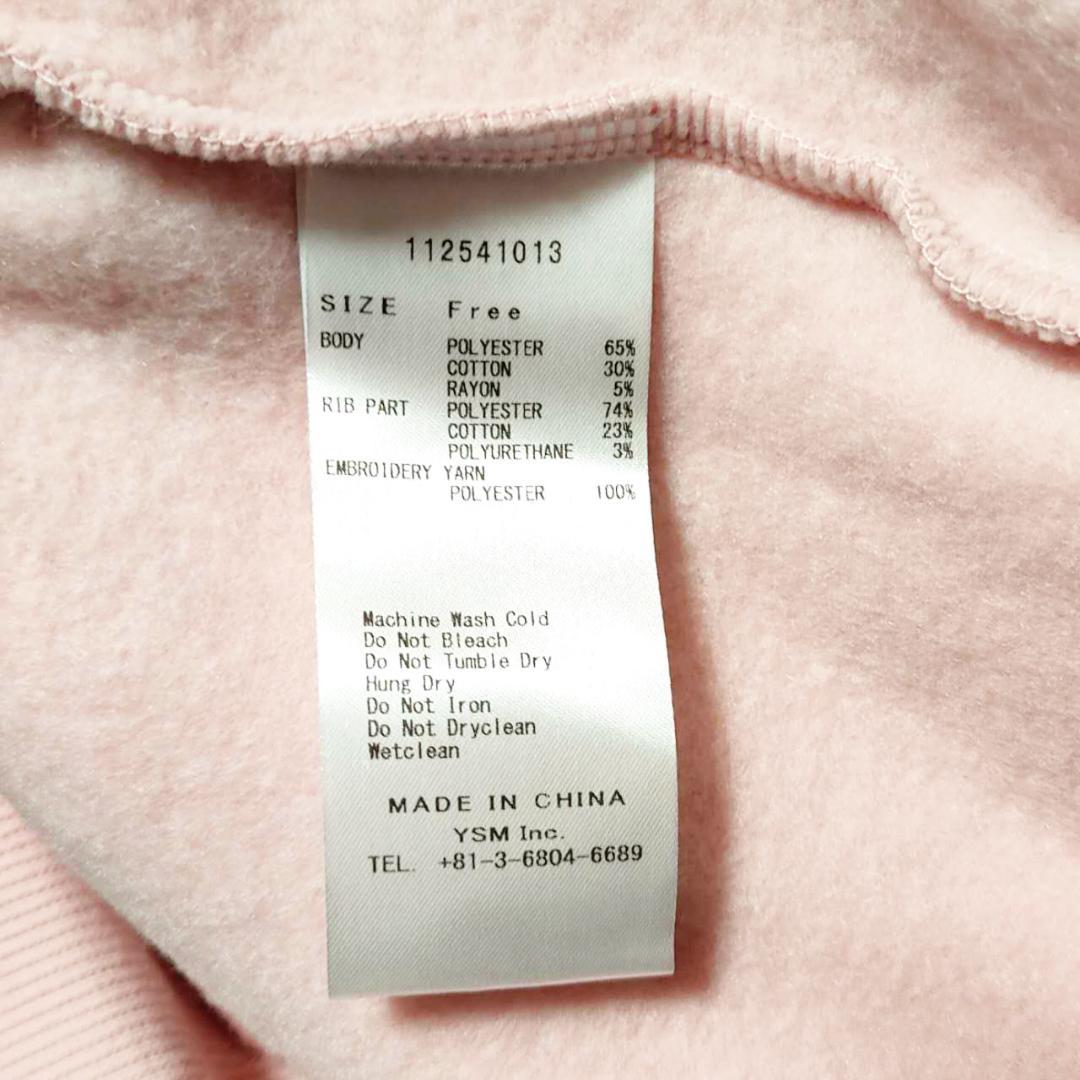 112541013
SIZE Free
BODY POLYESTER 65%
COTTON 30%
RAYON 5%
RIB PART POLYESTER 74%
COTTON 23%
POLYURETHANE 3%
EMBROIDERY YARN
POLYESTER 100%
Machine Wash Cold
Do Not Bleach
Do Not Tumble Dry
Hung Dry
Do Not Iron
Do Not Dryclean
Wetclean
MADE IN CHINA
YSM Inc.
TEL. +81-3-6804-6689